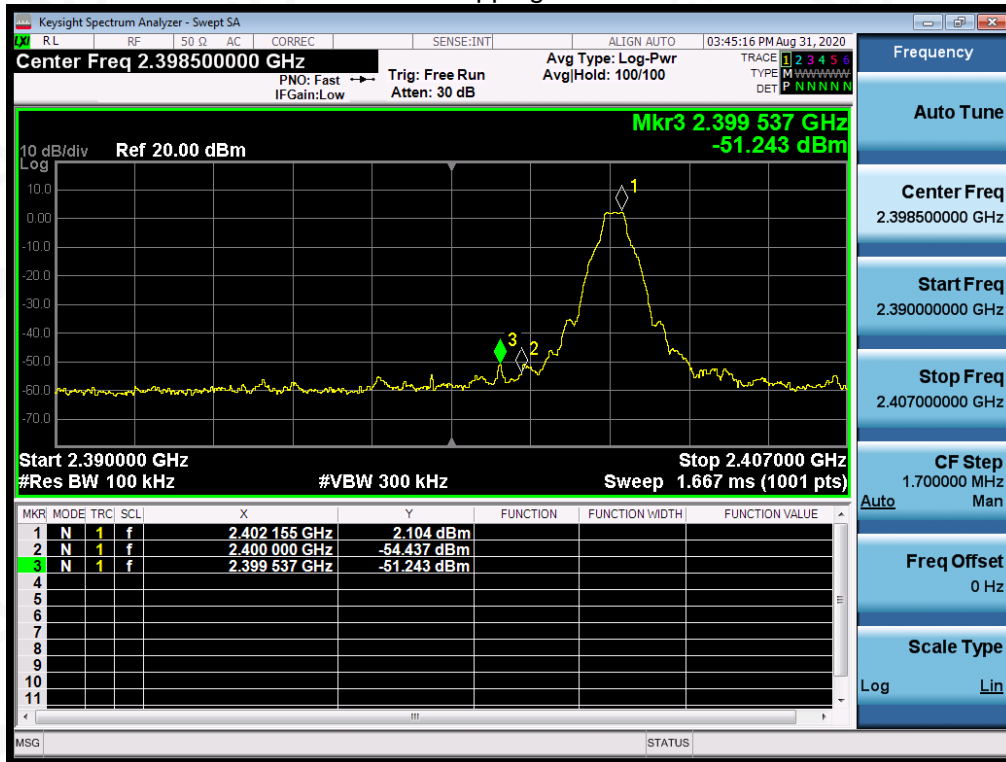 Keysight Spectrum Analyzer - Swept SA
LXI RL RF 50 Ω AC CORREC SENSE:INT ALIGN AUTO 03:45:16 PM Aug 31, 2020
Center Freq 2.398500000 GHz
PNO: Fast
IFGain:Low
Trig: Free Run
Atten: 30 dB
Avg Type: Log-Pwr
Avg|Hold: 100/100
TRACE 1 2 3 4 5 6
TYPE M WWWWW
DET P N N N N N
Mkr3 2.399 537 GHz
-51.243 dBm
10 dB/div Ref 20.00 dBm
Log
10.0
0.00
-10.0
-20.0
-30.0
-40.0
-50.0
-60.0
-70.0
1
3
2
Start 2.390000 GHz Stop 2.407000 GHz
#Res BW 100 kHz #VBW 300 kHz Sweep 1.667 ms (1001 pts)
MKR MODE TRC SCL X Y FUNCTION FUNCTION WIDTH FUNCTION VALUE
1 N 1 f 2.402 155 GHz 2.104 dBm
2 N 1 f 2.400 000 GHz -54.437 dBm
3 N 1 f 2.399 537 GHz -51.243 dBm
4
5
6
7
8
9
10
11
MSG STATUS
Frequency
Auto Tune
Center Freq
2.398500000 GHz
Start Freq
2.390000000 GHz
Stop Freq
2.407000000 GHz
CF Step
1.700000 MHz
Auto Man
Freq Offset
0 Hz
Scale Type
Log Lin